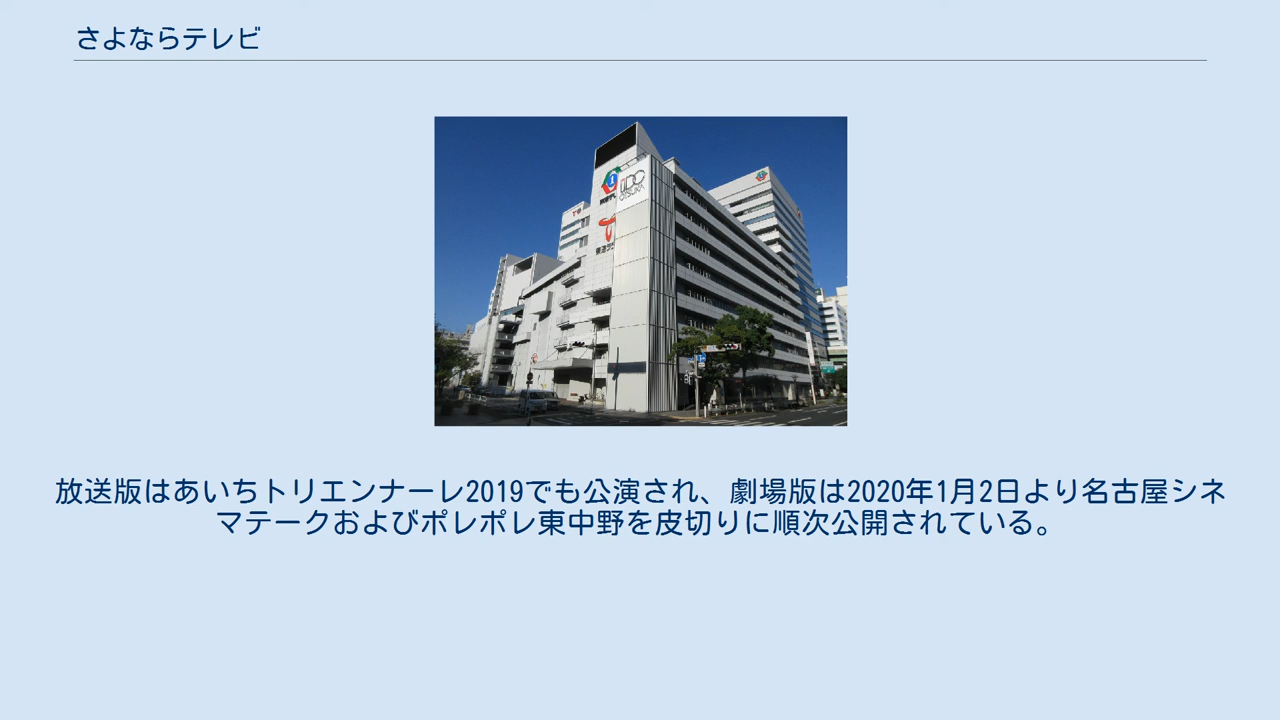 さよならテレビ
iDC
OTSUKA
放送版はあいちトリエンナーレ2019でも公演され、劇場版は2020年1月2日より名古屋シネ
マテークおよびポレポレ東中野を皮切りに順次公開されている。